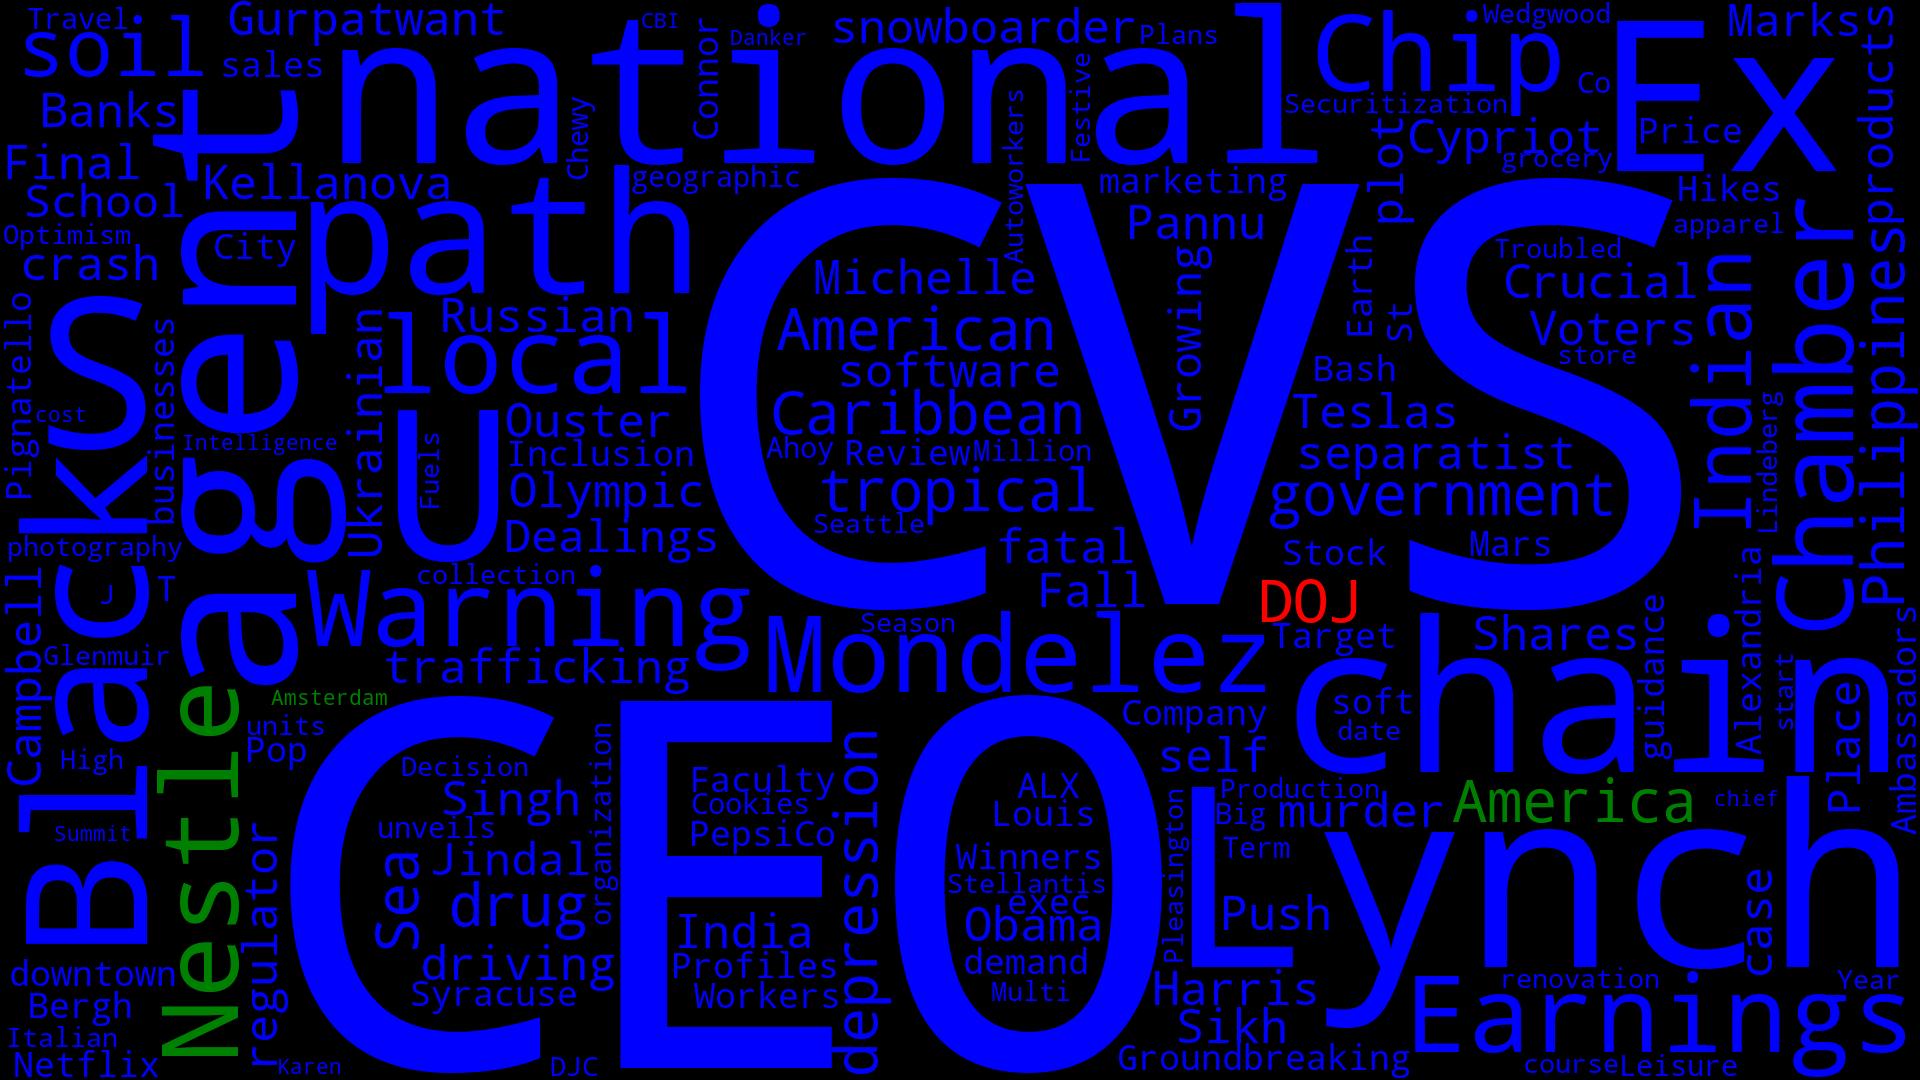 Travel
soil
Gurpatwant
national
CBI
Danker
Connor
snowboarder
Plans
Chip
Wedgwood
Ex
Marks
products
sales
Banks
agent
Chewy
Autoworkers
Festive
Securitization
Co
plot
Cypriot
Price
grocery
Final
School
Kellanova
path
geographic
CVS
marketing
Pannu
Hikes
apparel
Optimism
crash
City
Michelle
Growing
Earth
St
Troubled
Crucial
Indian
Chamber
Philippines
Pignatello
BlackS
businesses
Ukrainian
Russian
local
American
software
Caribbean
Voters
store
Bash
Teslas
cost
Intelligence
U
Fuels
Ouster
Inclusion
Olympic
Dealings
Ahoy
Review
Million
tropical
Seattle
separatist
government
Lindeberg
photography
J
T
collection
fatal
Fall
Stock
Mars
DOJ
Campbell
Glenmuir
Warning
trafficking
Season
Mondelez
Target
chain
Shares
guidance
Alexandria
start
Place
Ambassadors
Nestle
Amsterdam
units
Pop
High
Company
soft
date
self
CEO
Decision
Singh
organization
Faculty
Cookies
PepsiCo
depression
ALX
Louis
Pleasington
Production
Big
murder
America
chief
Summit
regulator
unveils
Sea
Jindal
drug
Winners
Stellantis
exec
Obama
Term
Lynch
Push
case
downtown
Bergh
Italian
Netflix
driving
Syracuse
India
Profiles
Workers
demand
Multi
Harris
Sikh
Groundbreaking
renovation
Year
Earnings
Karen
DJC
course
Leisure